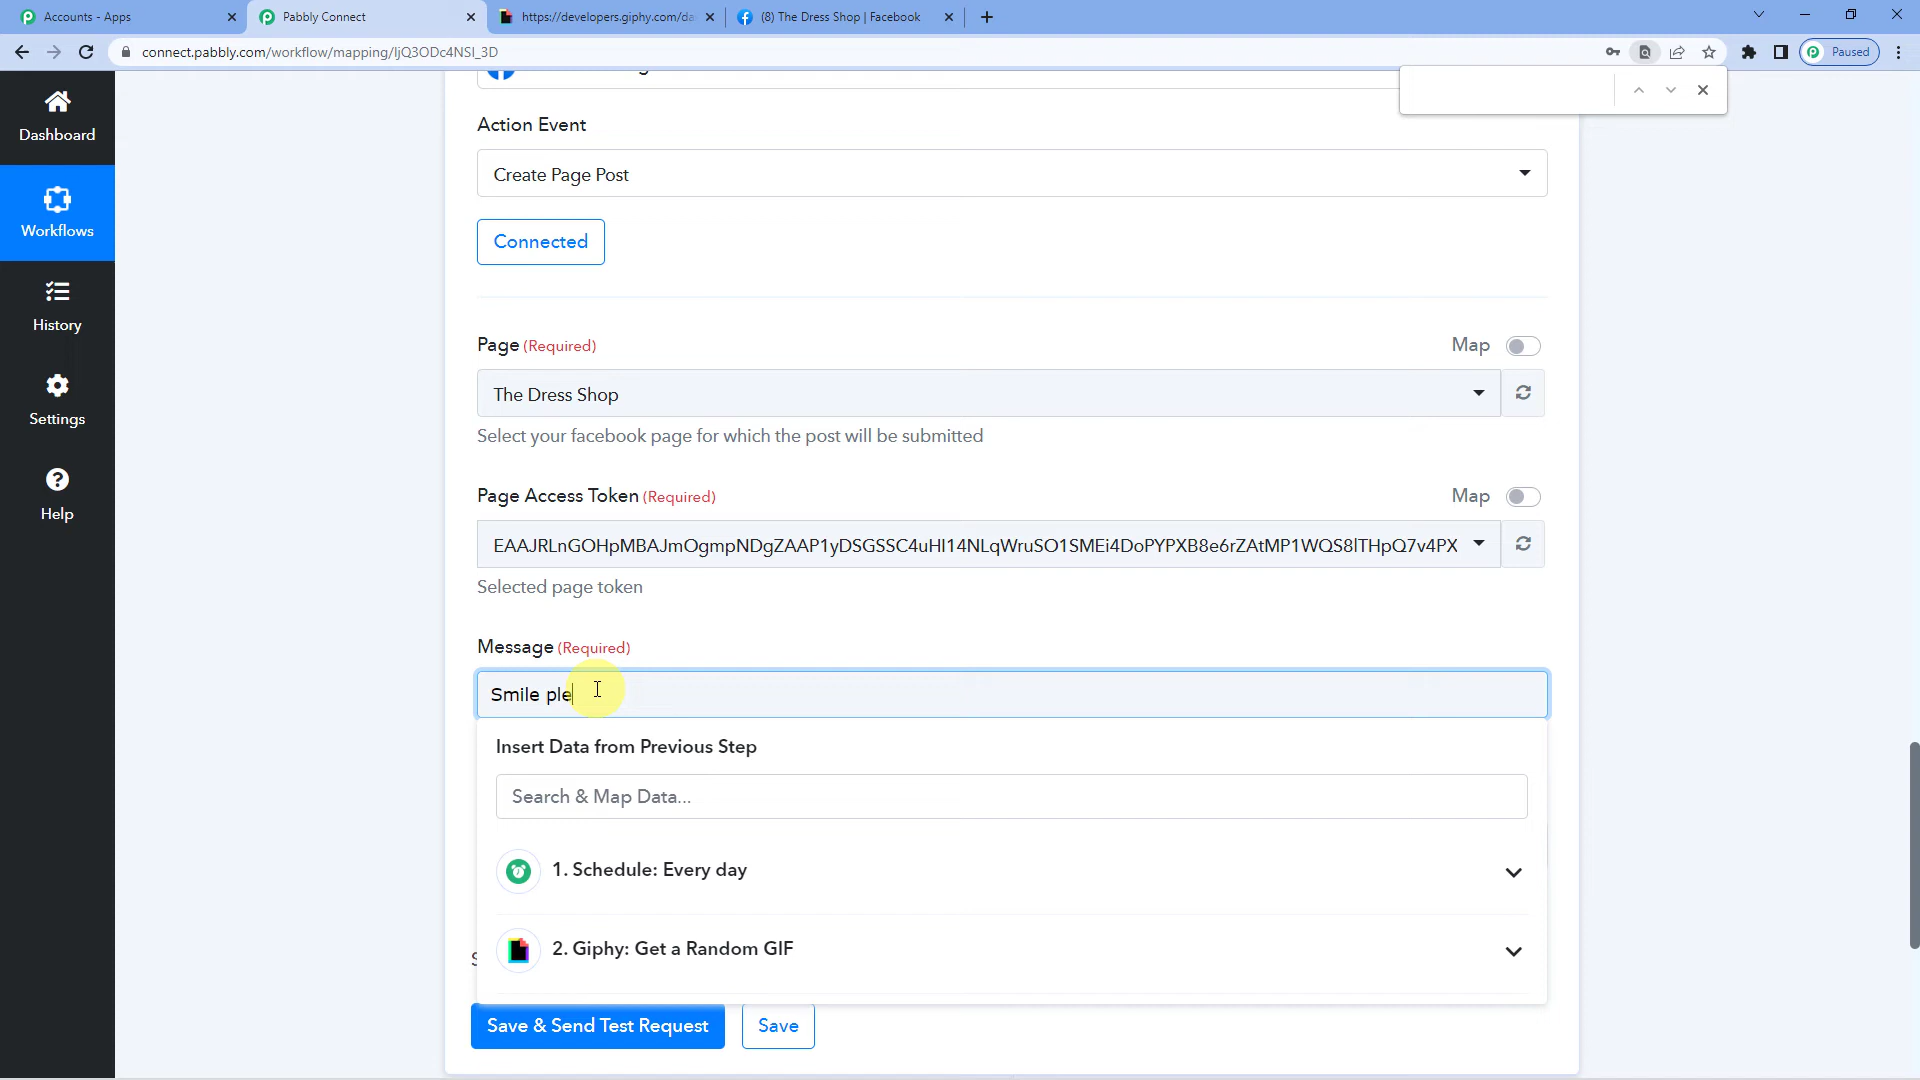 Accounts - Apps
Pabbly Connect
https://developers.giphy.com/da
(8) The Dress Shop | Facebook
connect.pabbly.com/workflow/mapping/IjQ3ODc4NSI_3D
Paused
Dashboard
Workflows
History
Settings
Help
Action Event
Create Page Post
Connected
Page (Required)
Map
The Dress Shop
Select your facebook page for which the post will be submitted
Page Access Token (Required)
Map
EAAJRLnGOHpMBAJmOgmpNDgZAAP1yDSGSSC4uHI14NLqWruSO1SMEi4DoPYPXB8e6rZAtMP1WQS8lTHpQ7v4PX
Selected page token
Message (Required)
Smile ple
Insert Data from Previous Step
Search & Map Data...
1. Schedule: Every day
2. Giphy: Get a Random GIF
Save & Send Test Request
Save